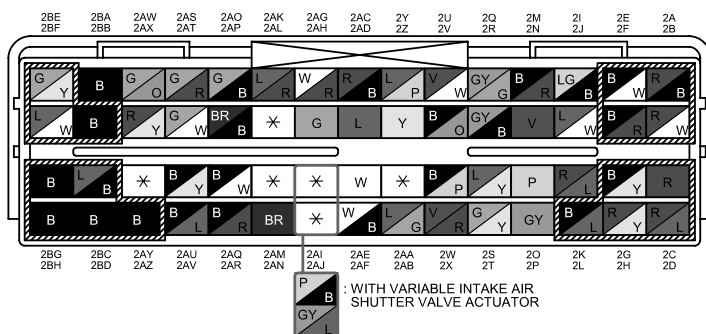 2BE 2BA 2AW 2AS 2AO 2AK 2AG 2AC 2Y 2U 2Q 2M 2I 2E 2A
2BF 2BB 2AX 2AT 2AP 2AL 2AH 2AD 2Z 2V 2R 2N 2J 2F 2B
G Y B G O G R G B L R W R R B L P V W GY G B R LG B B W R B
L W B R Y G W BR B * G L Y B O GY B V L W B R R W
B L B * B Y B W * * W * B P L Y P R L B Y R
B B B B L B R BR * W B L G V R G Y GY B L R Y R L
2BG 2BC 2AY 2AU 2AQ 2AM 2AI 2AE 2AA 2W 2S 2O 2K 2G 2C
2BH 2BD 2AZ 2AV 2AR 2AN 2AJ 2AF 2AB 2X 2T 2P 2L 2H 2D
P B : WITH VARIABLE INTAKE AIR
SHUTTER VALVE ACTUATOR
GY L